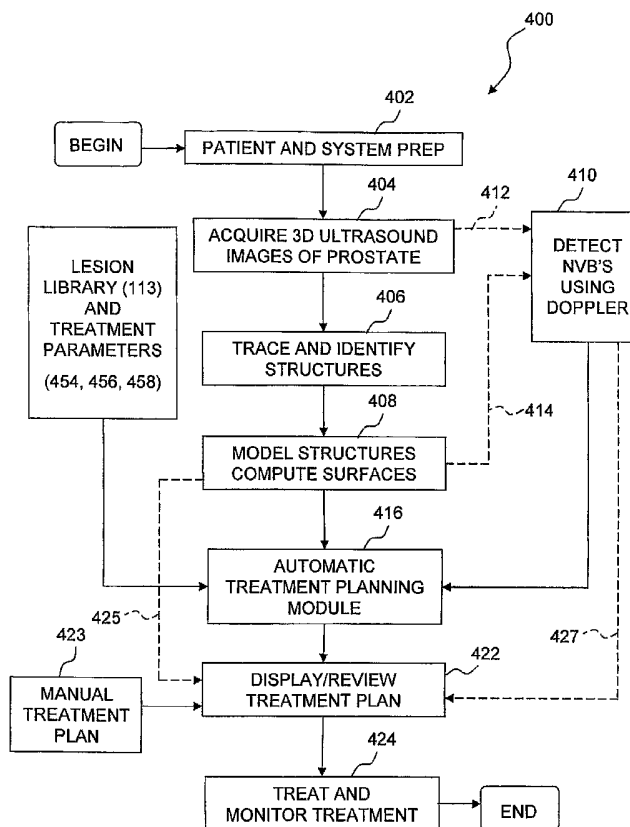 400
402
BEGIN
PATIENT AND SYSTEM PREP
404
412
410
ACQUIRE 3D ULTRASOUND
IMAGES OF PROSTATE
DETECT
NVB'S
USING
DOPPLER
LESION
LIBRARY (113)
AND
TREATMENT
PARAMETERS
(454, 456, 458)
406
TRACE AND IDENTIFY
STRUCTURES
414
408
MODEL STRUCTURES
COMPUTE SURFACES
416
AUTOMATIC
TREATMENT PLANNING
MODULE
425
427
423
MANUAL
TREATMENT
PLAN
422
DISPLAY/REVIEW
TREATMENT PLAN
424
TREAT AND
MONITOR TREATMENT
END